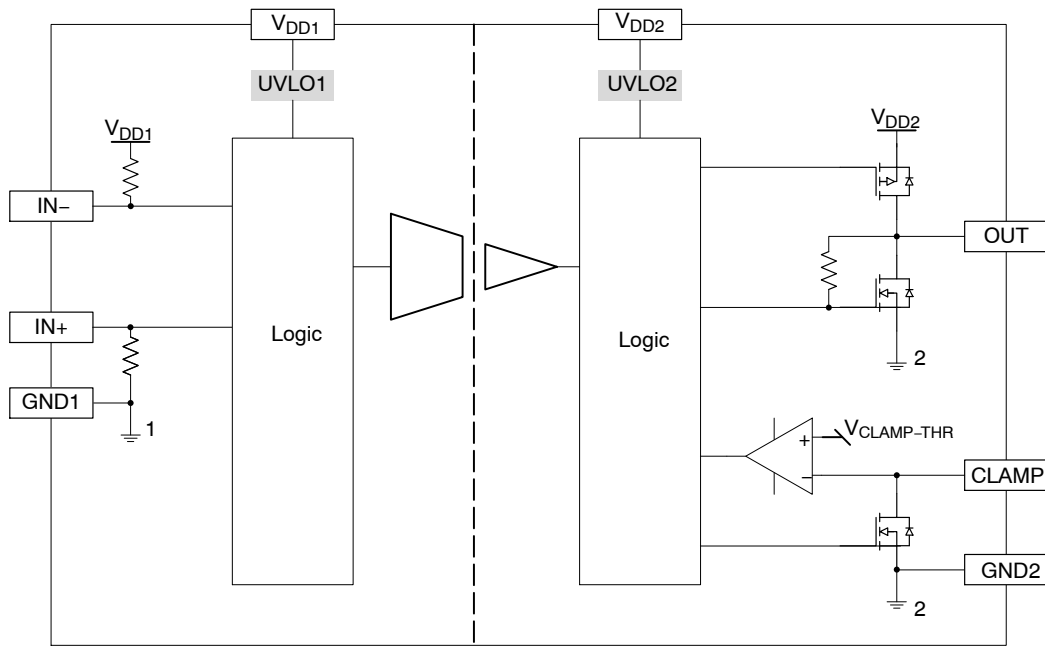 VDD1
VDD2
UVLO1
UVLO2
VDD1
VDD2
IN−
OUT
IN+
Logic
Logic
2
GND1
1
+
VCLAMP−THR
−
CLAMP
GND2
2